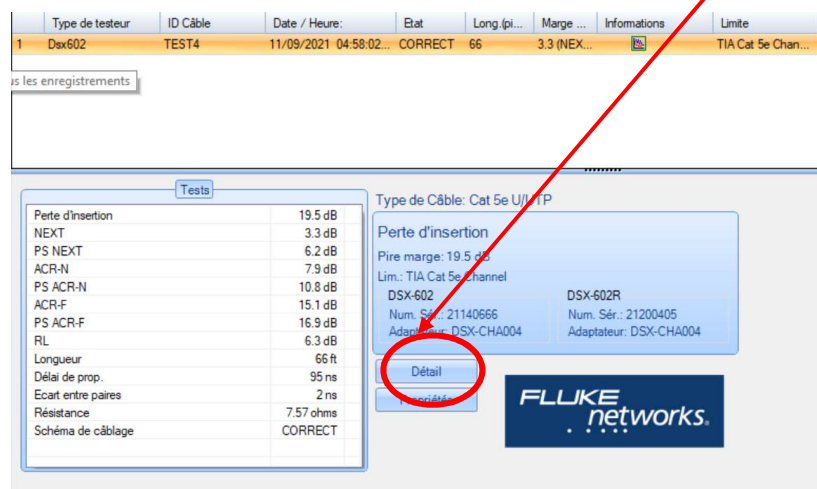 Type de testeur ID Câble Date / Heure: Etat Long.(pi... Marge ... Informations Limite
1 Dsx602 TEST4 11/09/2021 04:58:02... CORRECT 66 3.3 (NEX... TIA Cat 5e Chan...
us les enregistrements
Tests
Perte d'insertion 19.5 dB
NEXT 3.3 dB
PS NEXT 6.2 dB
ACR-N 7.9 dB
PS ACR-N 10.8 dB
ACR-F 15.1 dB
PS ACR-F 16.9 dB
RL 6.3 dB
Longueur 66 ft
Délai de prop. 95 ns
Ecart entre paires 2 ns
Résistance 7.57 ohms
Schéma de câblage CORRECT
Type de Câble: Cat 5e U/UTP
Perte d'insertion
Pire marge: 19.5 dB
Lim.: TIA Cat 5e Channel
DSX-602 DSX-602R
Num. Sér.: 21140666 Num. Sér.: 21200405
Adaptateur: DSX-CHA004 Adaptateur: DSX-CHA004
Détail
Propriétés
FLUKE
networks.